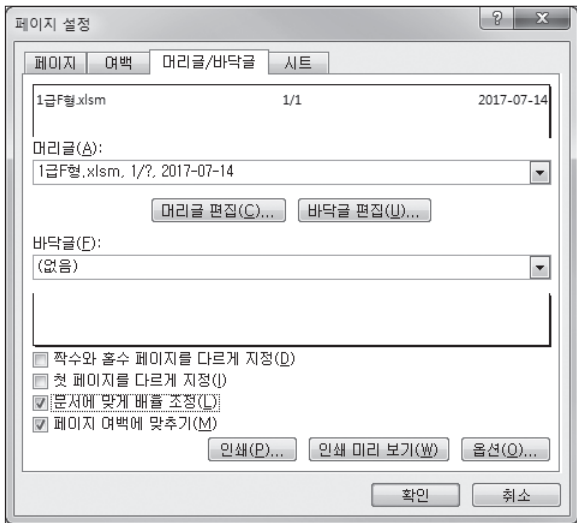 페이지 설정
페이지 여백 머리글/바닥글 시트
1급F형.xlsm 1/1 2017-07-14
머리글(A):
1급F형.xlsm, 1/?, 2017-07-14
머리글 편집(C)... 바닥글 편집(U)...
바닥글(F):
(없음)
짝수와 홀수 페이지를 다르게 지정(D)
첫 페이지를 다르게 지정(I)
문서에 맞게 배율 조정(L)
페이지 여백에 맞추기(M)
인쇄(P)... 인쇄 미리 보기(W) 옵션(O)...
확인 취소